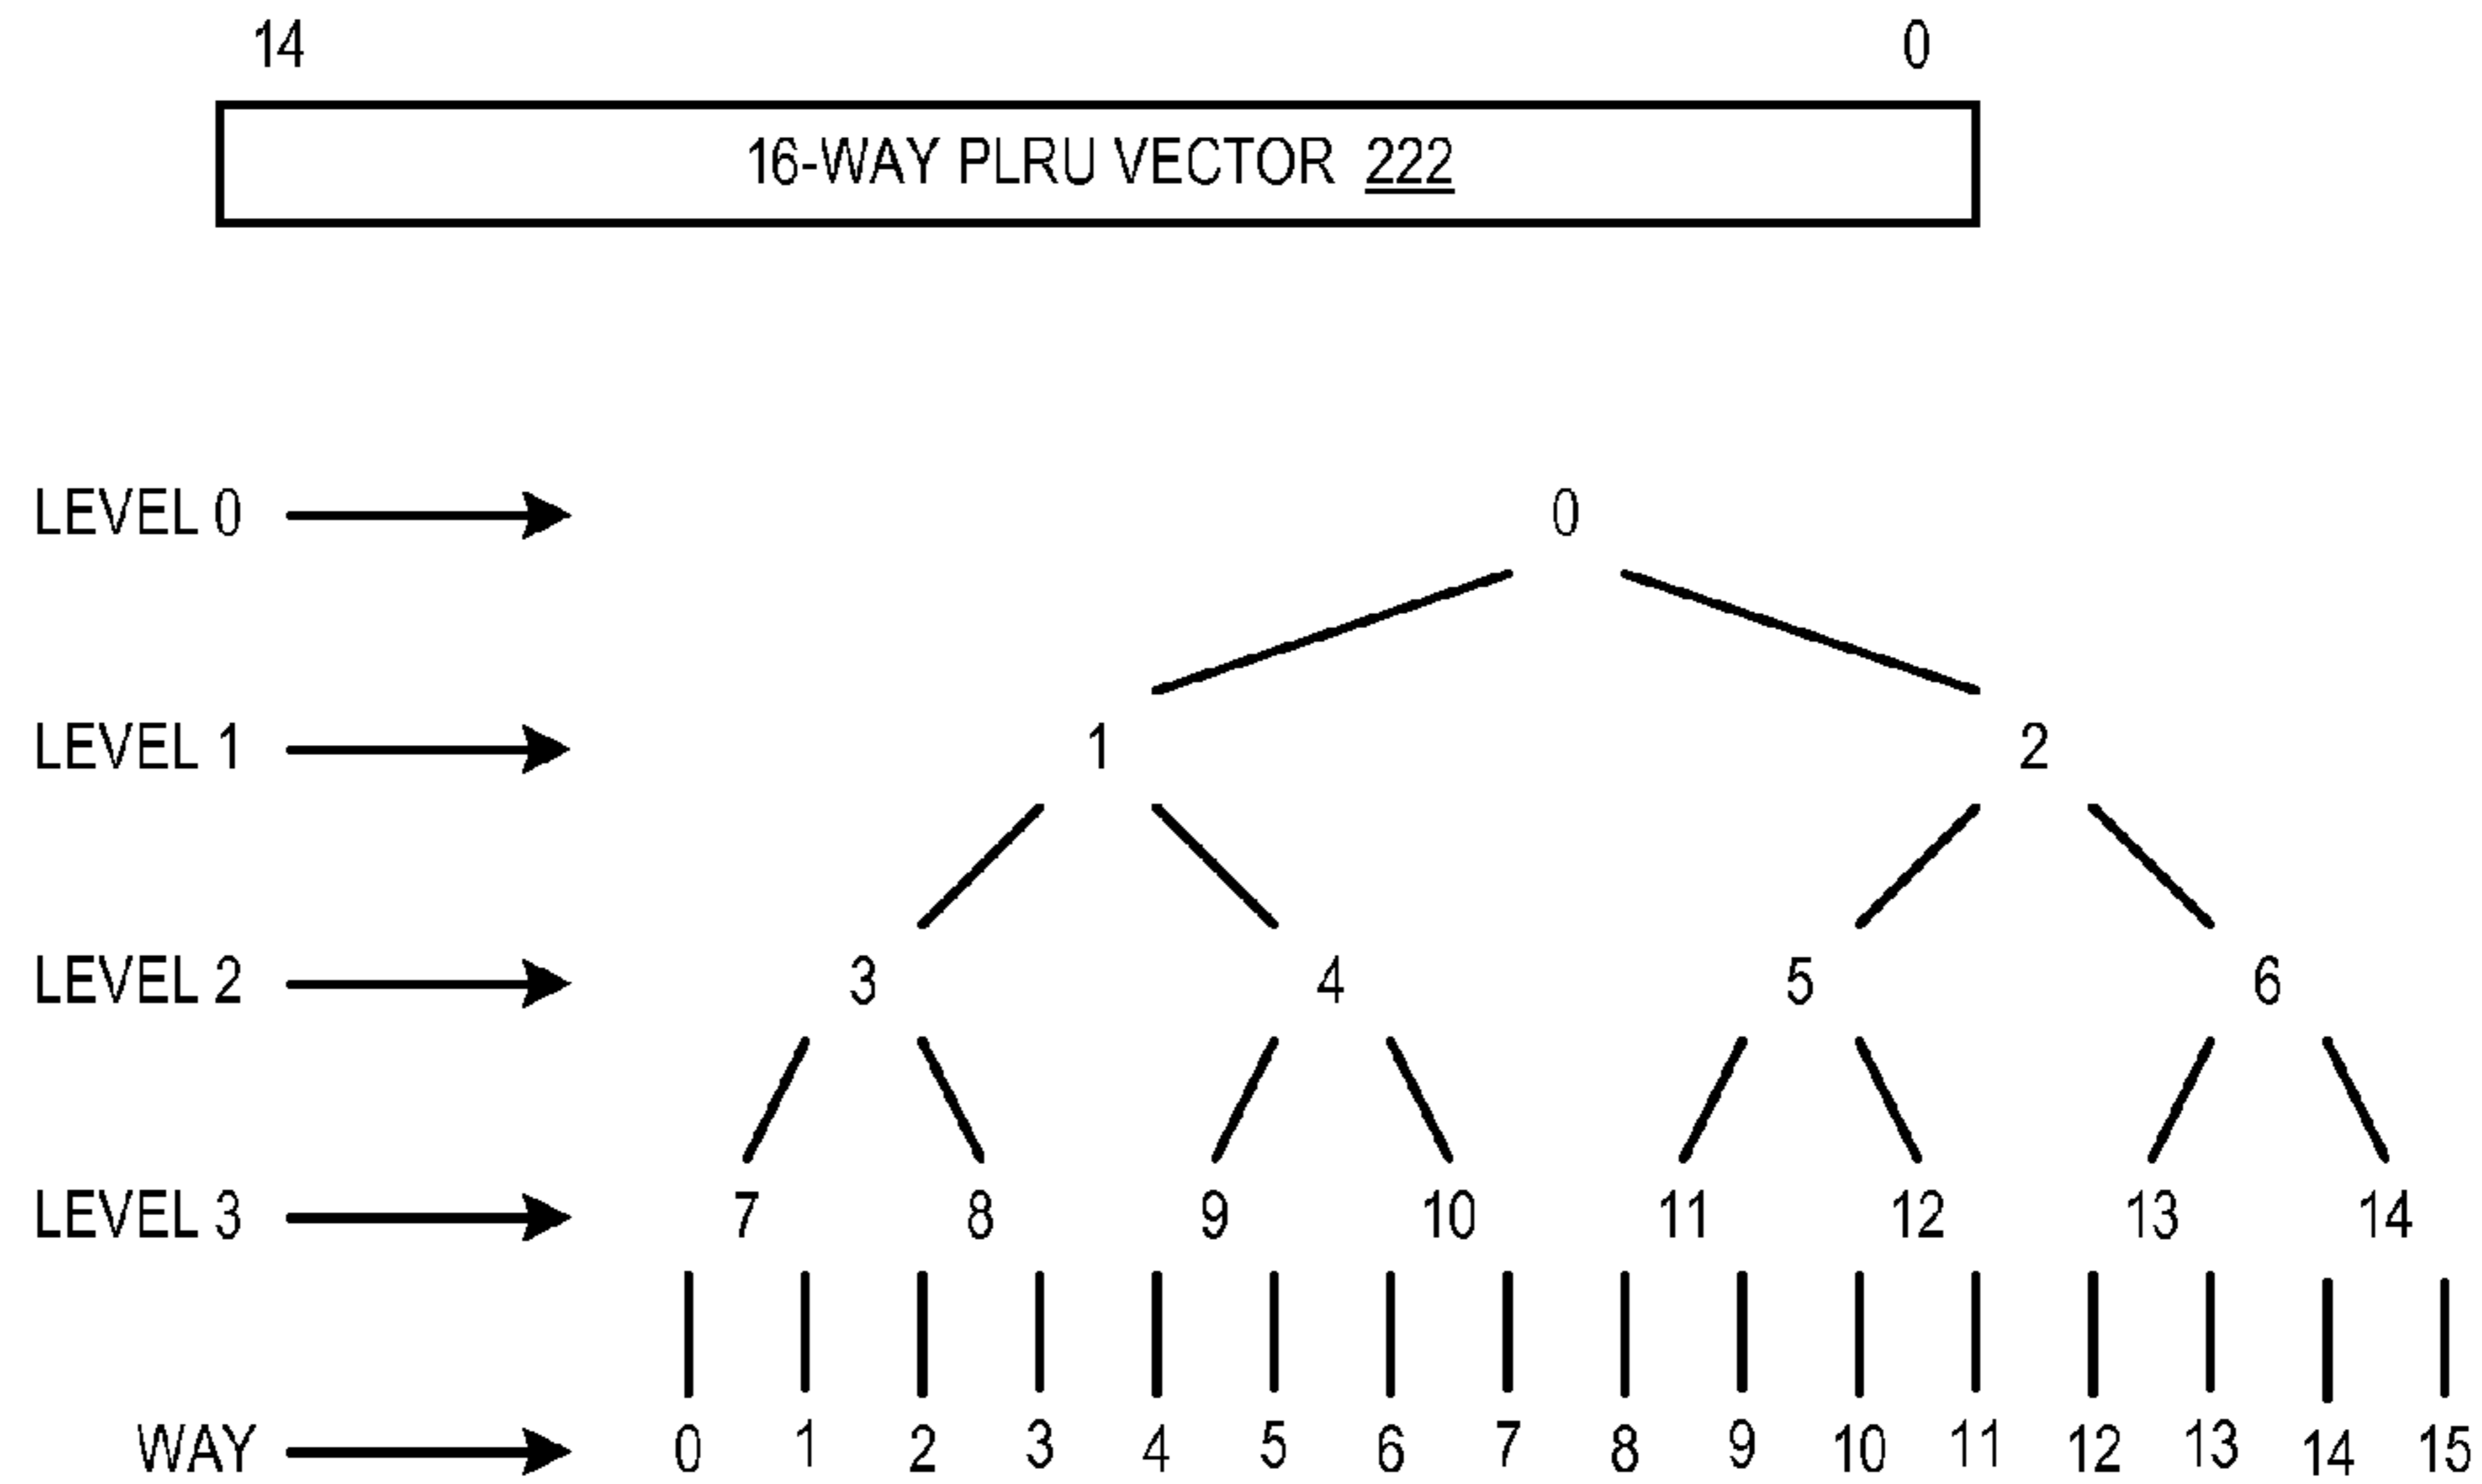 14 0
16-WAY PLRU VECTOR 222
LEVEL 0 0
LEVEL 1 1 2
LEVEL 2 3 4 5 6
LEVEL 3 7 8 9 10 11 12 13 14
WAY 0 1 2 3 4 5 6 7 8 9 10 11 12 13 14 15